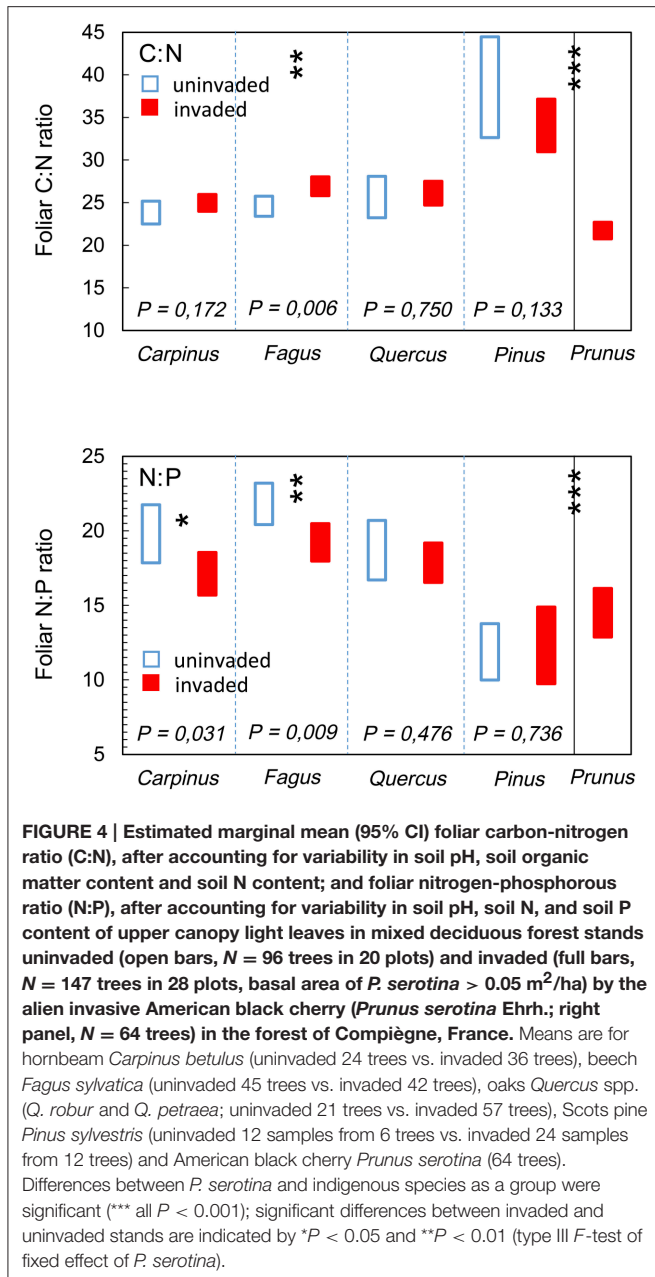 C:N
uninvaded
invaded
**
***
Foliar C:N ratio
45
40
35
30
25
20
15
10
P = 0,172 P = 0,006 P = 0,750 P = 0,133
Carpinus Fagus Quercus Pinus Prunus
N:P
*
**
***
Foliar N:P ratio
25
20
15
10
5
uninvaded
invaded
P = 0,031 P = 0,009 P = 0,476 P = 0,736
Carpinus Fagus Quercus Pinus Prunus
FIGURE 4 | Estimated marginal mean (95% CI) foliar carbon-nitrogen
ratio (C:N), after accounting for variability in soil pH, soil organic
matter content and soil N content; and foliar nitrogen-phosphorous
ratio (N:P), after accounting for variability in soil pH, soil N, and soil P
content of upper canopy light leaves in mixed deciduous forest stands
uninvaded (open bars, N = 96 trees in 20 plots) and invaded (full bars,
N = 147 trees in 28 plots, basal area of P. serotina > 0.05 m²/ha) by the
alien invasive American black cherry (Prunus serotina Ehrh.; right
panel, N = 64 trees) in the forest of Compiègne, France. Means are for
hornbeam Carpinus betulus (uninvaded 24 trees vs. invaded 36 trees), beech
Fagus sylvatica (uninvaded 45 trees vs. invaded 42 trees), oaks Quercus spp.
(Q. robur and Q. petraea; uninvaded 21 trees vs. invaded 57 trees), Scots pine
Pinus sylvestris (uninvaded 12 samples from 6 trees vs. invaded 24 samples
from 12 trees) and American black cherry Prunus serotina (64 trees).
Differences between P. serotina and indigenous species as a group were
significant (*** all P < 0.001); significant differences between invaded and
uninvaded stands are indicated by *P < 0.05 and **P < 0.01 (type III F-test of
fixed effect of P. serotina).